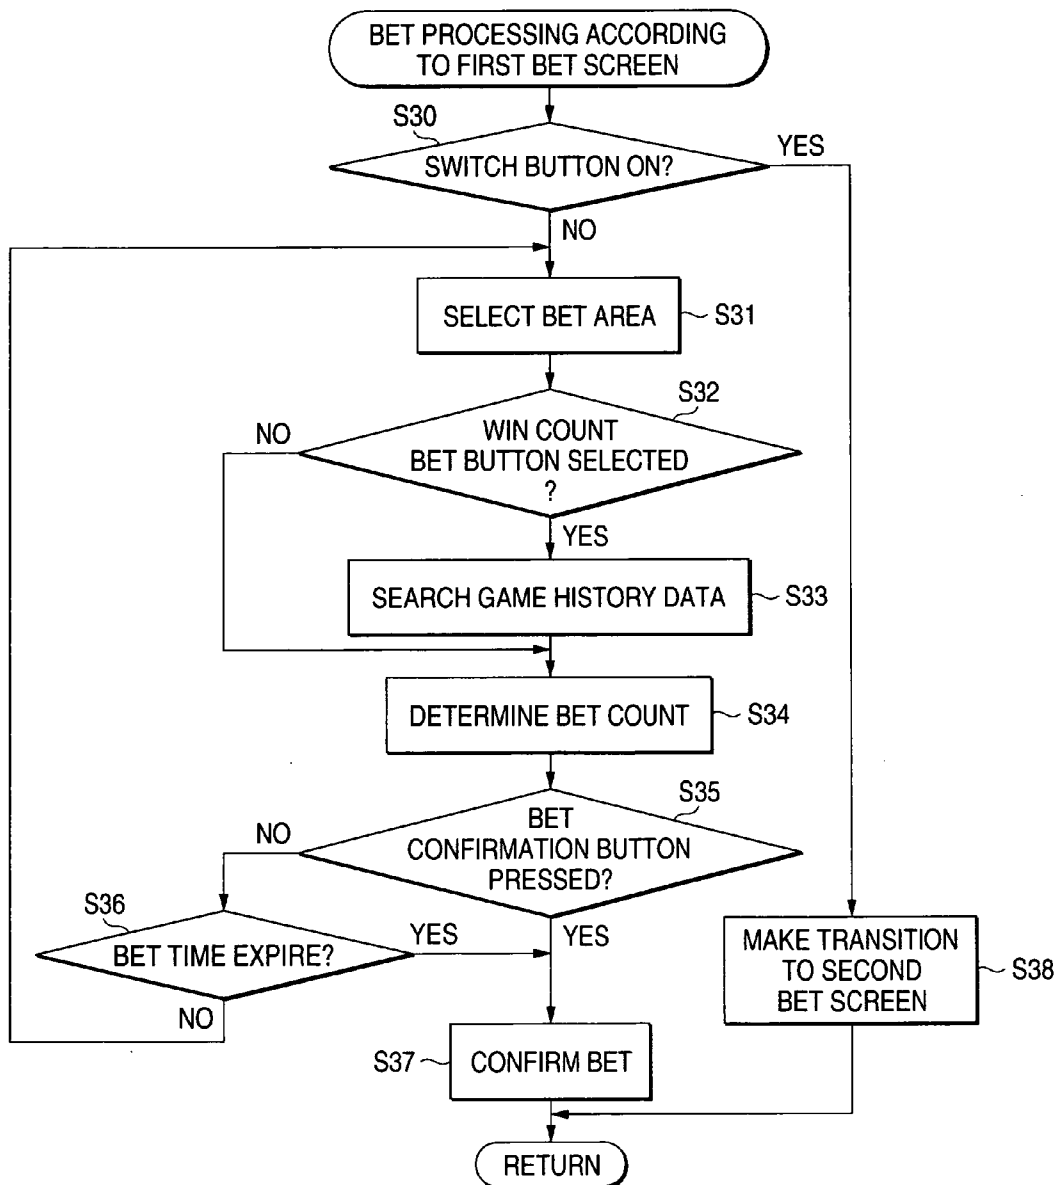 BET PROCESSING ACCORDING
TO FIRST BET SCREEN
S30
SWITCH BUTTON ON?
YES
NO
SELECT BET AREA
S31
S32
NO
WIN COUNT
BET BUTTON SELECTED
?
YES
SEARCH GAME HISTORY DATA
S33
DETERMINE BET COUNT
S34
S35
NO
BET
CONFIRMATION BUTTON
PRESSED?
S36
BET TIME EXPIRE?
YES
YES
NO
MAKE TRANSITION
TO SECOND
BET SCREEN
S38
S37
CONFIRM BET
RETURN